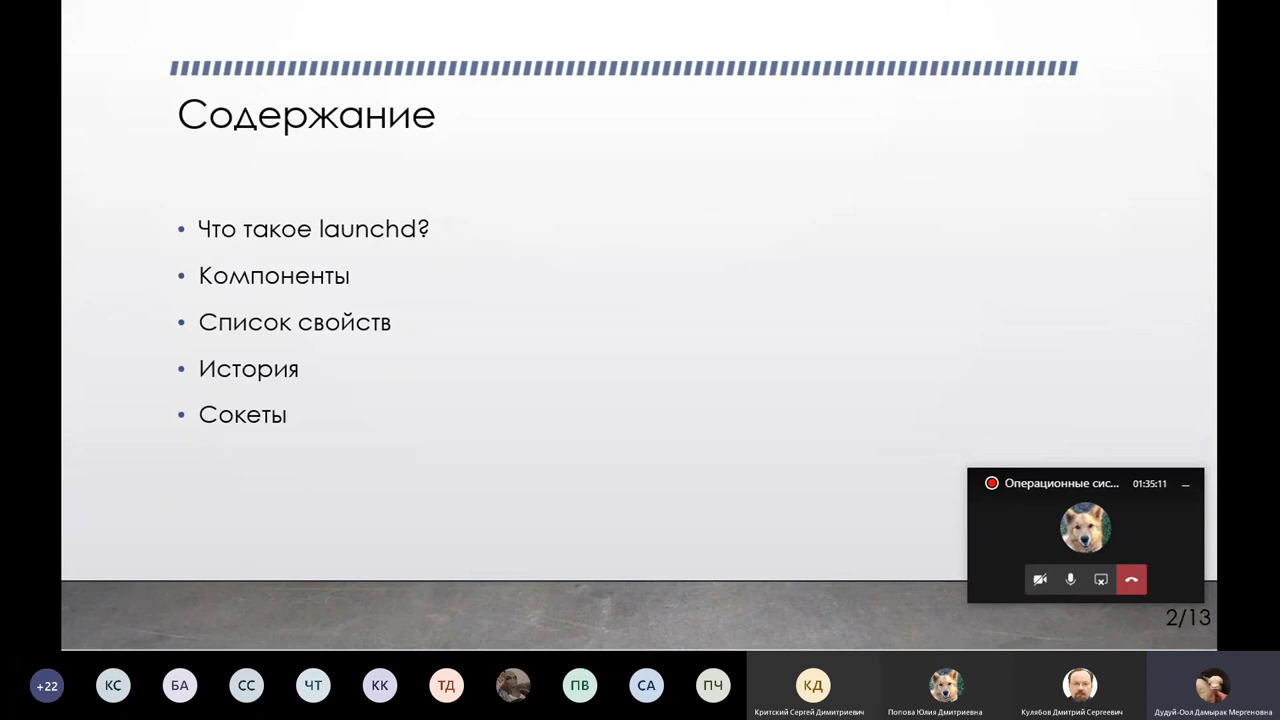 Содержание
• Что такое launchd?
• Компоненты
• Список свойств
• История
• Сокеты
Операционные сис... 01:35:11
2/13
+22 КС БА СС ЧТ КК ТД ПВ СА ПЧ КД
Критский Сергей Димитриевич Попова Юлия Дмитриевна Кулябов Дмитрий Сергеевич Дудуй-Оол Дамырак Мергеновна